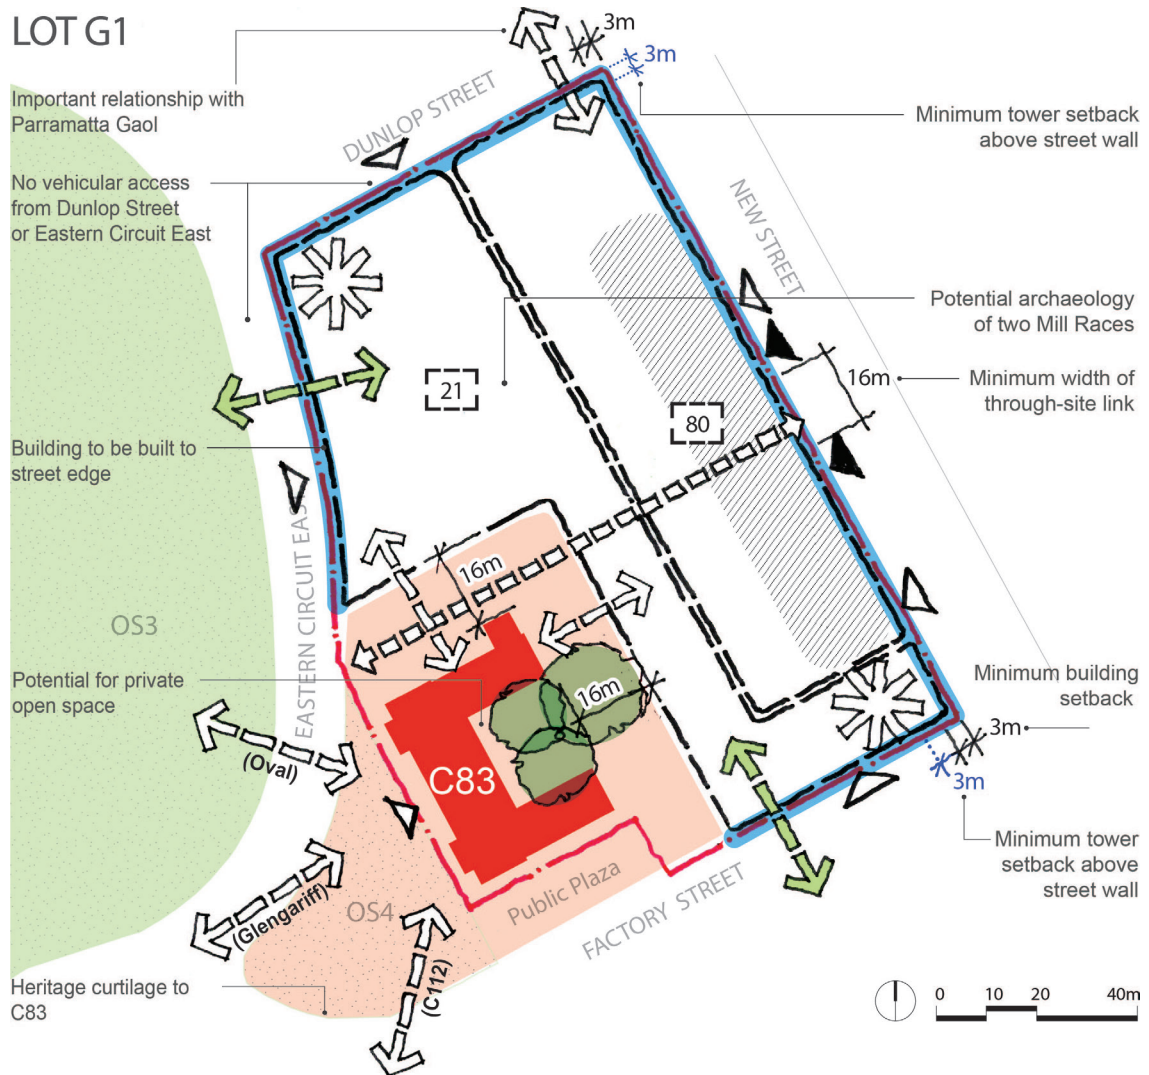 LOT G1
3m
3m
Important relationship with
Parramatta Gaol
DUNLOP STREET
Minimum tower setback
above street wall
No vehicular access
from Dunlop Street
or Eastern Circuit East
NEW STREET
Potential archaeology
of two Mill Races
21
16m
Minimum width of
through-site link
80
Building to be built to
street edge
EASTERN CIRCUIT EAS
16m
OS3
Potential for private
open space
16m
Minimum building
setback
3m
3m
(Oval)
C83
Minimum tower
setback above
street wall
Public Plaza
FACTORY STREET
OS4
(Glengariff)
(C112)
Heritage curtilage to
C83
0 10 20 40m